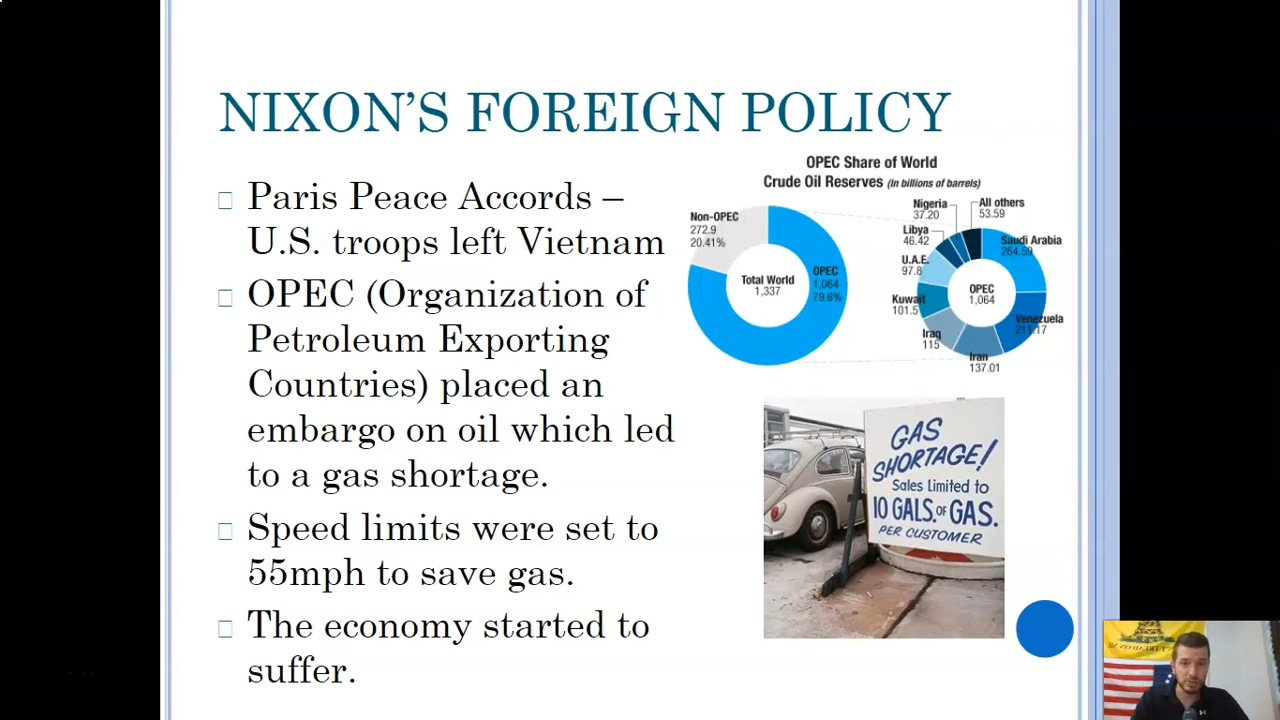 NIXON'S FOREIGN POLICY
Paris Peace Accords –
U.S. troops left Vietnam
OPEC (Organization of
Petroleum Exporting
Countries) placed an
embargo on oil which led
to a gas shortage.
Speed limits were set to
55mph to save gas.
The economy started to
suffer.
OPEC Share of World
Crude Oil Reserves (In billions of barrels)
Non-OPEC
272.9
20.41%
Total World
1,337
OPEC
1,064
79.6%
Nigeria
37.20
All others
53.59
Libya
46.42
Saudi Arabia
264.59
U.A.E.
97.8
Kuwait
101.5
OPEC
1,064
Venezuela
211.17
Iraq
115
Iran
137.01
GAS
SHORTAGE!
Sales Limited to
10 GALS. OF GAS.
PER CUSTOMER